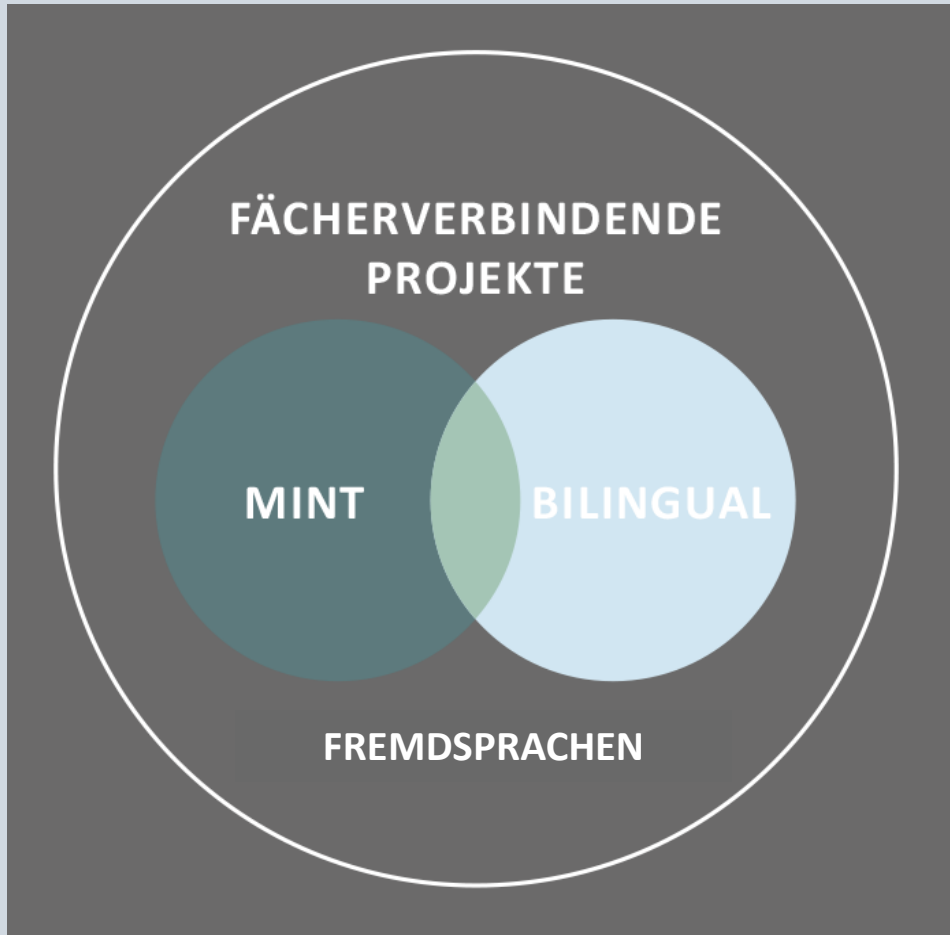 FÄCHERVERBINDENDE
PROJEKTE
MINT
BILINGUAL
FREMDSPRACHEN